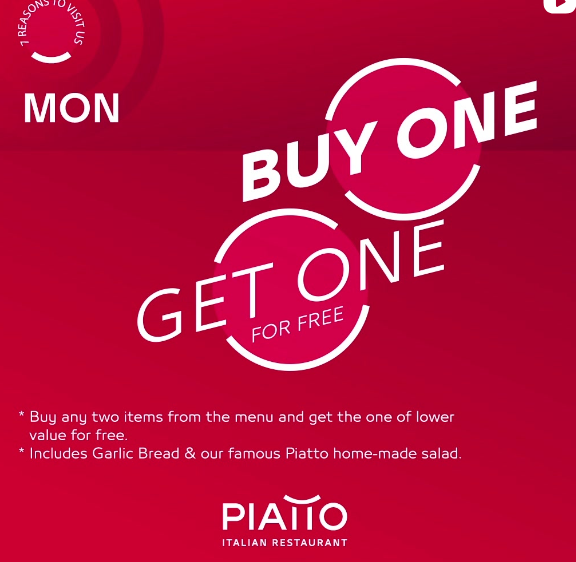 7 REASONS TO VISIT US
MON
BUY ONE
GET ONE
FOR FREE
* Buy any two items from the menu and get the one of lower
value for free.
* Includes Garlic Bread & our famous Piatto home-made salad.
PIATTO
ITALIAN RESTAURANT